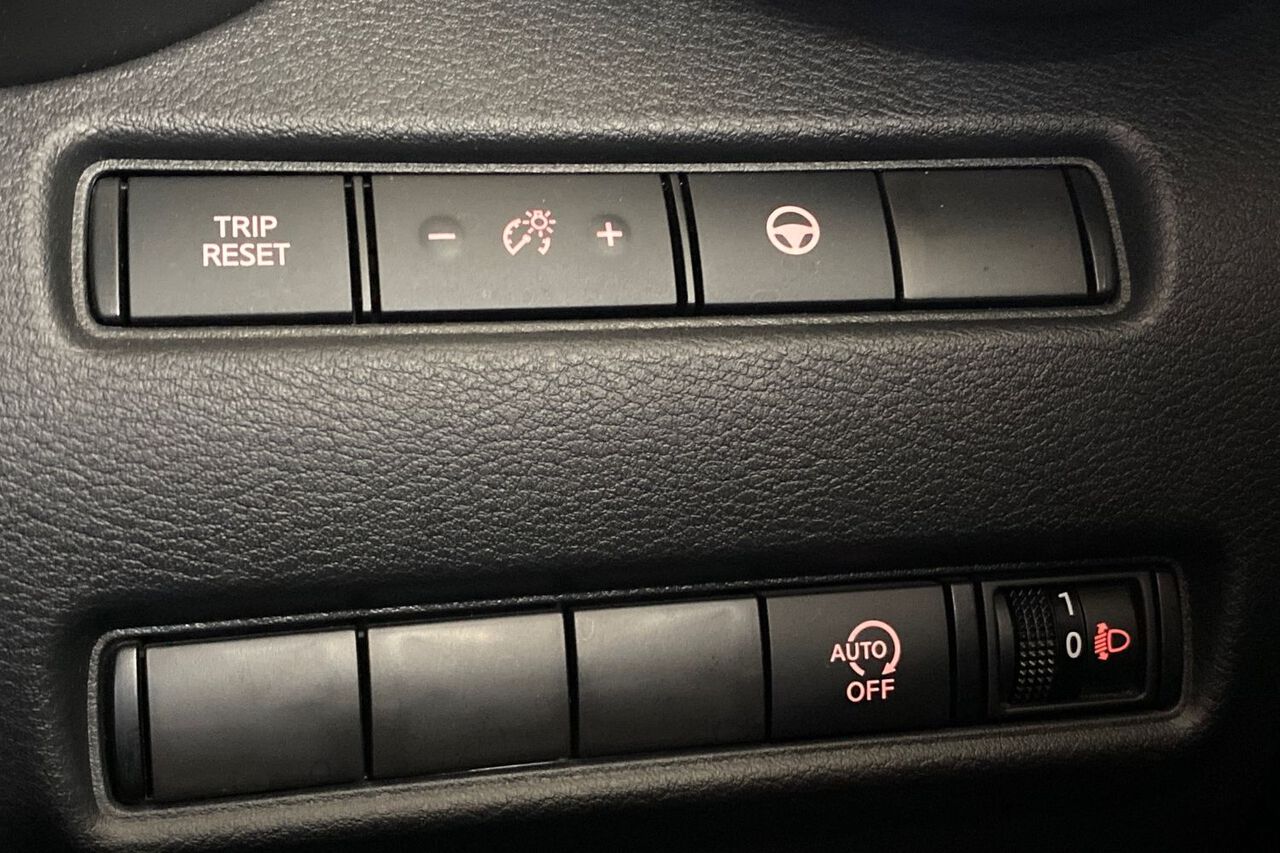 TRIP
RESET
− +
AUTO
OFF
1
0